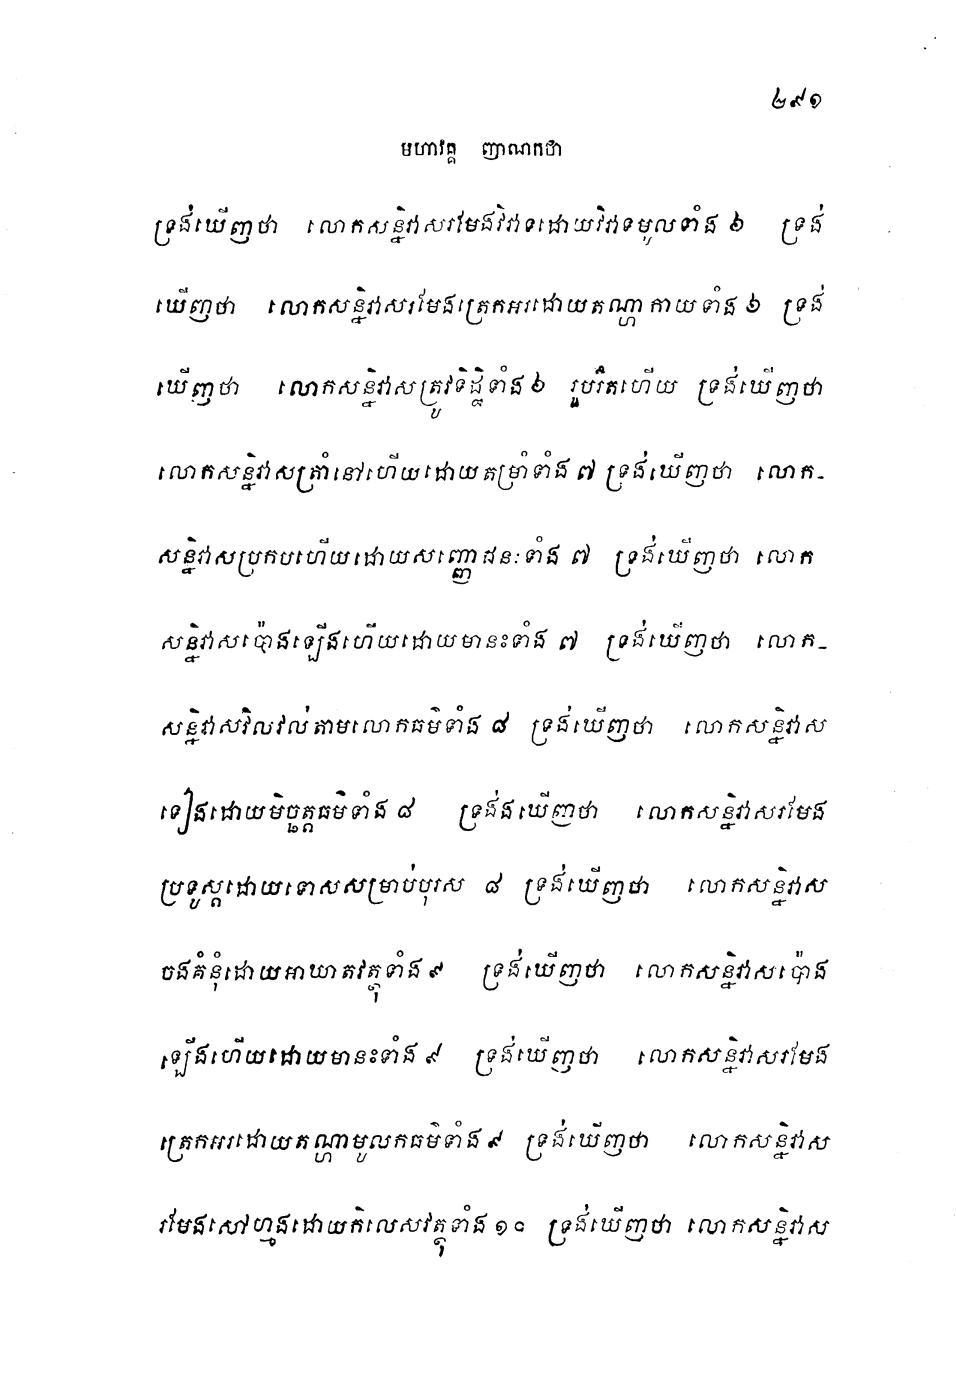 ២៩១
មហាវគ្គ ញាណកថា
ទ្រង់ឃើញថា លោកសន្និវាសរមែងវិវាទដោយវិវាទមូលទាំង ៦ ទ្រង់
ឃើញថា លោកសន្និវាសរមែងត្រេកអរដោយតណ្ហាកាយទាំង ៦ ទ្រង់
ឃើញថា លោកសន្និវាសត្រូវទិដ្ឋិទាំង ៦ រួបរឹតហើយ ទ្រង់ឃើញថា
លោកសន្និវាសត្រាំនៅហើយដោយតម្រាំទាំង ៧ ទ្រង់ឃើញថា លោក-
សន្និវាសប្រកបហើយដោយសញ្ញោជនៈទាំង ៧ ទ្រង់ឃើញថា លោក
សន្និវាសប៉ោងឡើងហើយដោយមានះទាំង ៧ ទ្រង់ឃើញថា លោក-
សន្និវាសវិលវល់តាមលោកធម៌ទាំង ៨ ទ្រង់ឃើញថា លោកសន្និវាស
ទៀងដោយមិច្ឆត្តធម៌ទាំង ៨ ទ្រង់ងឃើញថា លោកសន្និវាសរមែង
ប្រទូស្តដោយទោសសម្រាប់បុរស ៨ ទ្រង់ឃើញថា លោកសន្និវាស
ចងគំនុំដោយអាឃាតវត្ថុទាំង ៩ ទ្រង់ឃើញថា លោកសន្និវាសប៉ោង
ឡើងហើយដោយមានះទាំង ៩ ទ្រង់ឃើញថា លោកសន្និវាសរមែង
ត្រេកអរដោយតណ្ហាមូលកធម៌ទាំង ៩ ទ្រង់ឃើញថា លោកសន្និវាស
រមែងសៅហ្មងដោយកិលេសវត្ថុទាំង ១០ ទ្រង់ឃើញថា លោកសន្និវាស